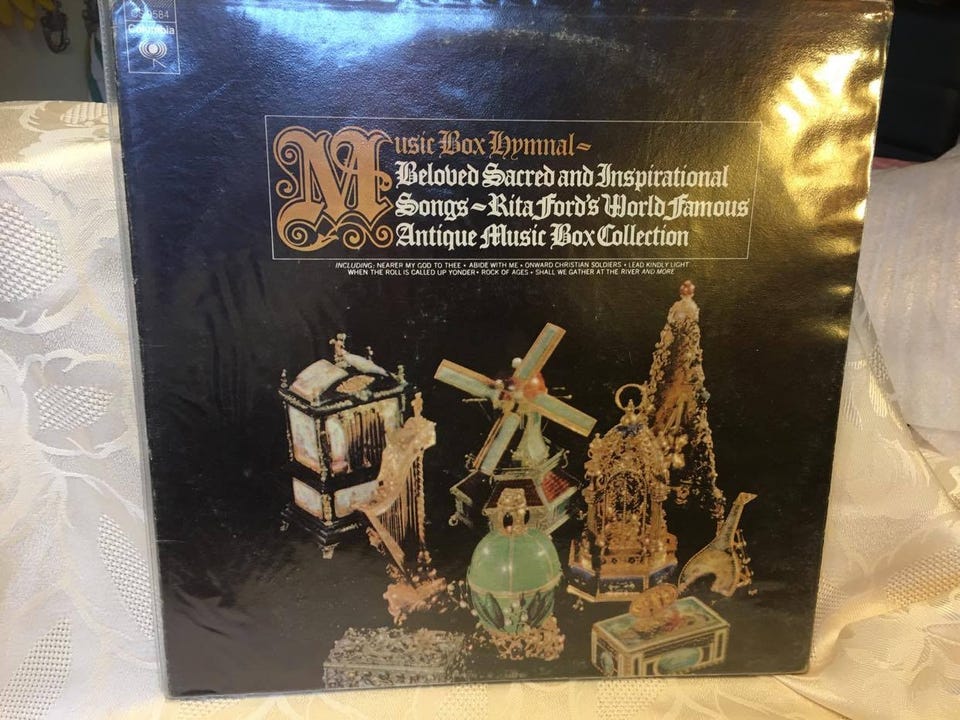 Columbia
Music Box Hymnal~
Beloved Sacred and Inspirational
Songs~Rita Ford's World Famous
Antique Music Box Collection
INCLUDING: NEARER MY GOD TO THEE • ABIDE WITH ME • ONWARD CHRISTIAN SOLDIERS • LEAD KINDLY LIGHT
WHEN THE ROLL IS CALLED UP YONDER • ROCK OF AGES • SHALL WE GATHER AT THE RIVER AND MORE